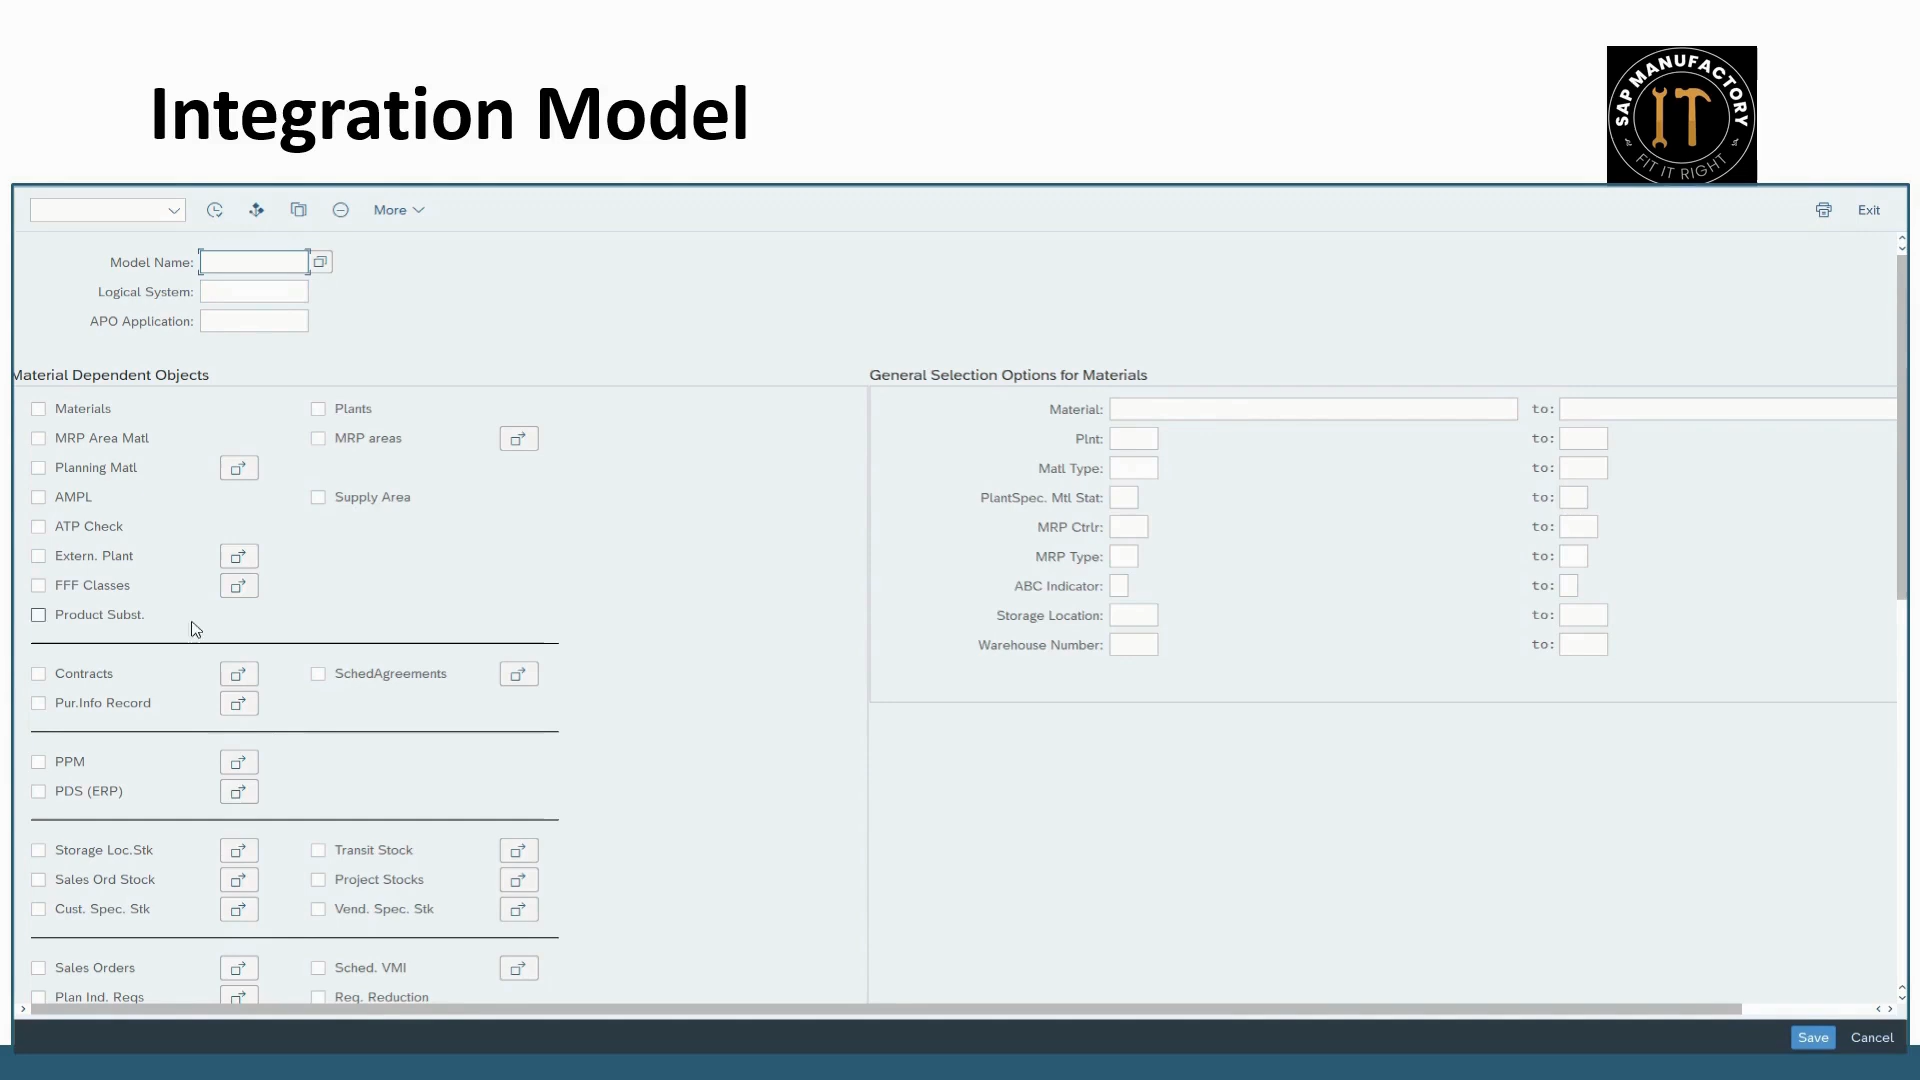 Integration Model
SAP MANUFACTORY
IT
FIT IT RIGHT
More
Exit
Model Name:
Logical System:
APO Application:
Material Dependent Objects
General Selection Options for Materials
Materials
Plants
Material:
to:
MRP Area Matl
MRP areas
Plnt:
to:
Planning Matl
Matl Type:
to:
AMPL
Supply Area
PlantSpec. Mtl Stat:
to:
ATP Check
MRP Ctrlr:
to:
Extern. Plant
MRP Type:
to:
FFF Classes
ABC Indicator:
to:
Product Subst.
Storage Location:
to:
Warehouse Number:
to:
Contracts
SchedAgreements
Pur.Info Record
PPM
PDS (ERP)
Storage Loc.Stk
Transit Stock
Sales Ord Stock
Project Stocks
Cust. Spec. Stk
Vend. Spec. Stk
Sales Orders
Sched. VMI
Plan Ind. Reqs
Req. Reduction
Save
Cancel